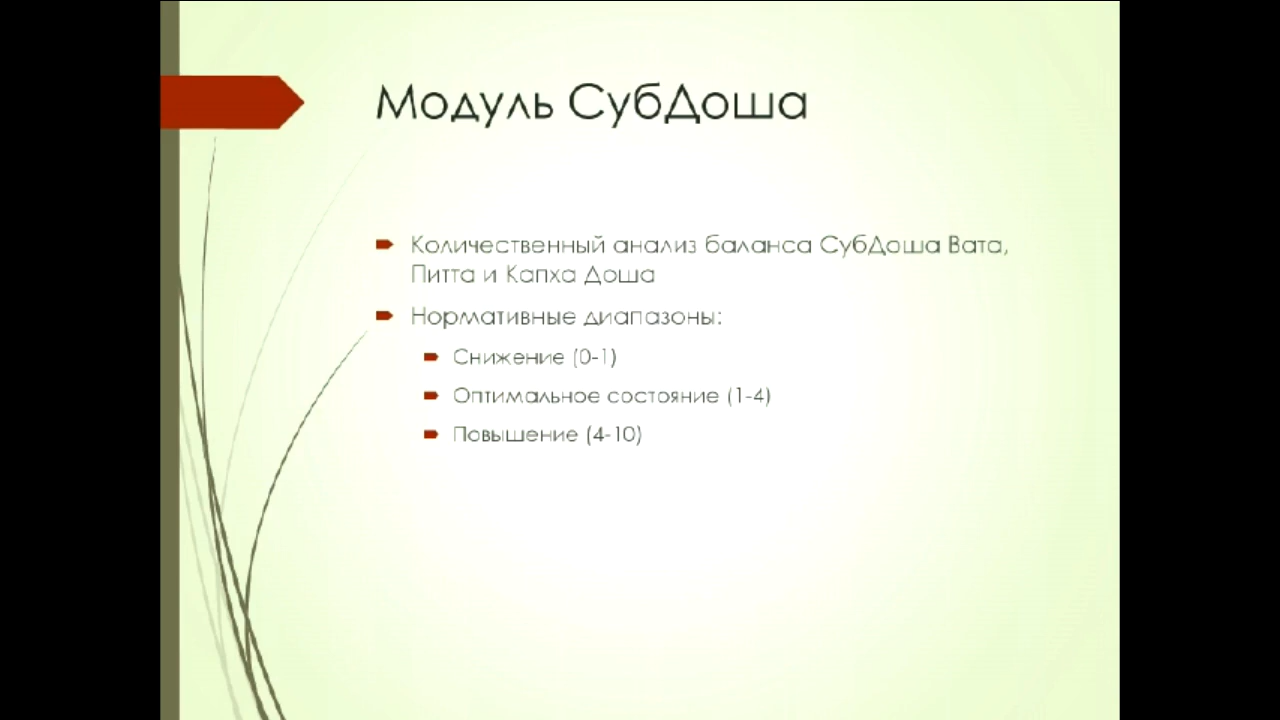 Модуль СубДоша
Количественный анализ баланса СубДоша Вата,
Питта и Капха Доша
Нормативные диапазоны:
Снижение (0-1)
Оптимальное состояние (1-4)
Повышение (4-10)